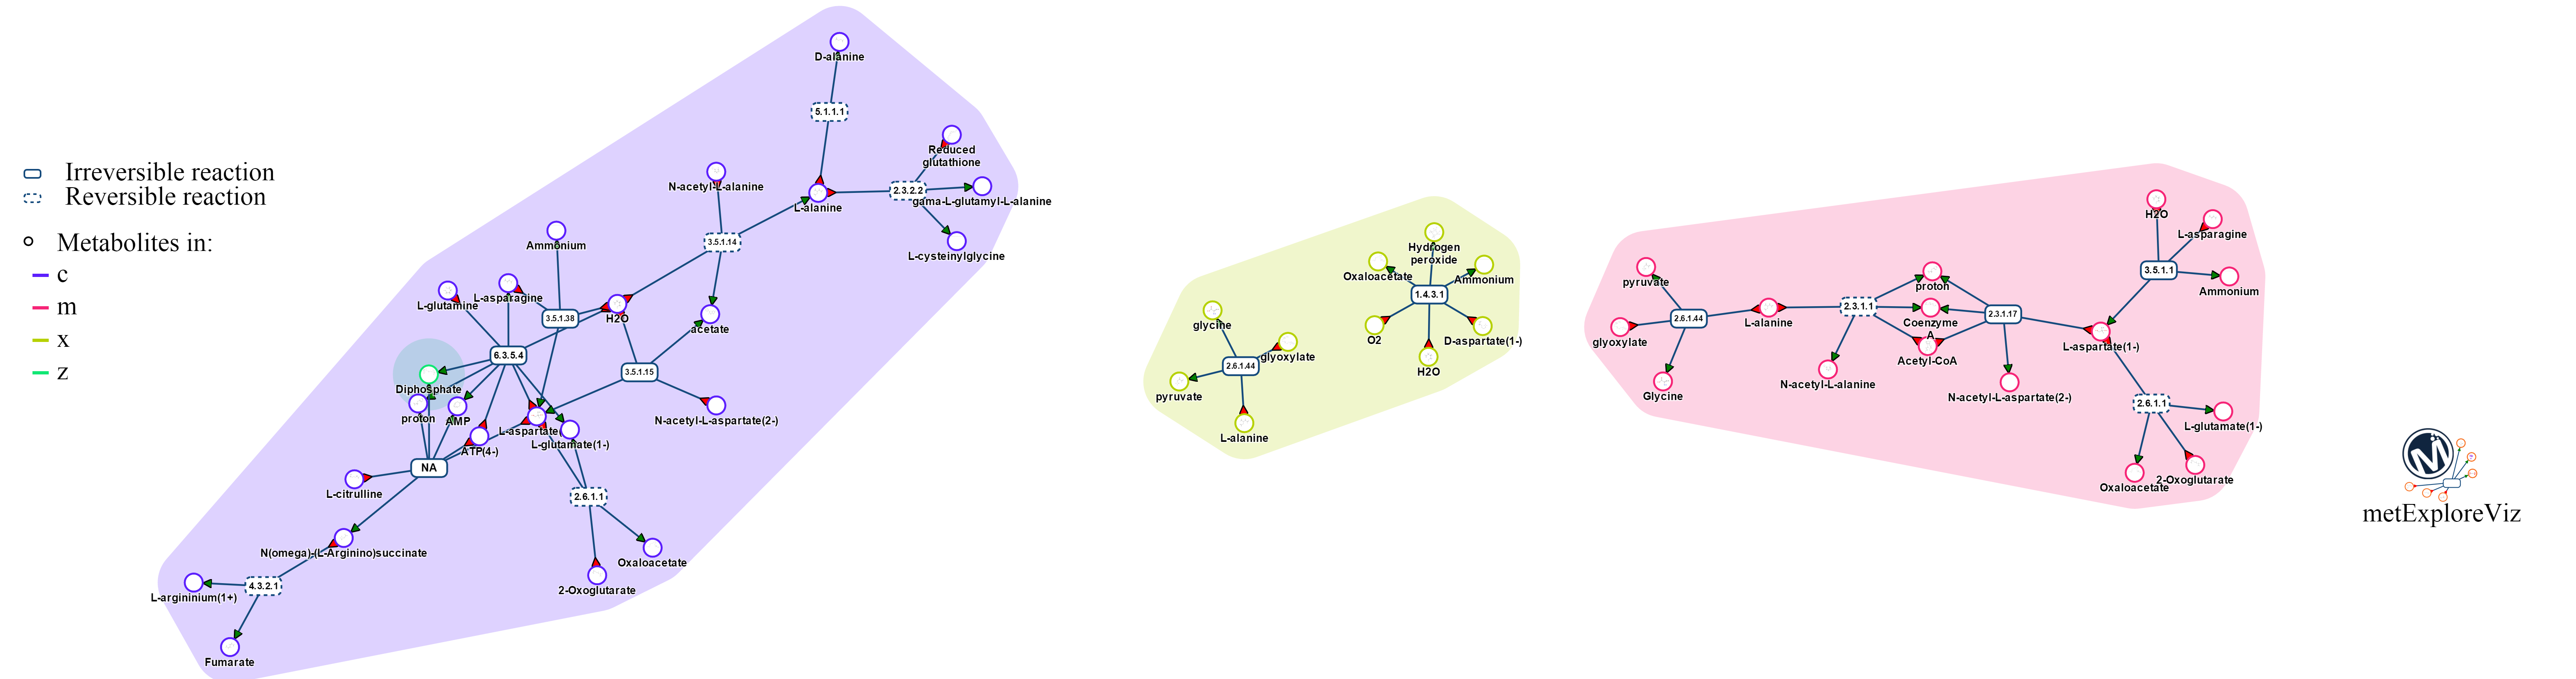 Irreversible reaction
Reversible reaction
Metabolites in:
c
m
x
z
D-alanine
5.1.1.1
Reduced
glutathione
N-acetyl-L-alanine
2.3.2.2
gama-L-glutamyl-L-alanine
L-alanine
Ammonium
3.5.1.14
L-cysteinylglycine
L-glutamine
L-asparagine
3.5.1.38
H2O
acetate
6.3.5.4
3.5.1.15
Diphosphate
proton
AMP
L-aspartate(
L-glutamate(1-)
N-acetyl-L-aspartate(2-)
ATP(4-)
NA
L-citrulline
2.6.1.1
N(omega)-(L-Arginino)succinate
Oxaloacetate
4.3.2.1
2-Oxoglutarate
L-argininium(1+)
Fumarate
Hydrogen
peroxide
Oxaloacetate
Ammonium
1.4.3.1
glycine
O2
D-aspartate(1-)
glyoxylate
2.6.1.44
H2O
pyruvate
L-alanine
H2O
L-asparagine
3.5.1.1
pyruvate
proton
Ammonium
2.3.1.1
2.6.1.44
L-alanine
Coenzyme
A
2.3.1.17
glyoxylate
Acetyl-CoA
L-aspartate(1-)
N-acetyl-L-alanine
Glycine
N-acetyl-L-aspartate(2-)
2.6.1.1
L-glutamate(1-)
Oxaloacetate
2-Oxoglutarate
M
metExploreViz